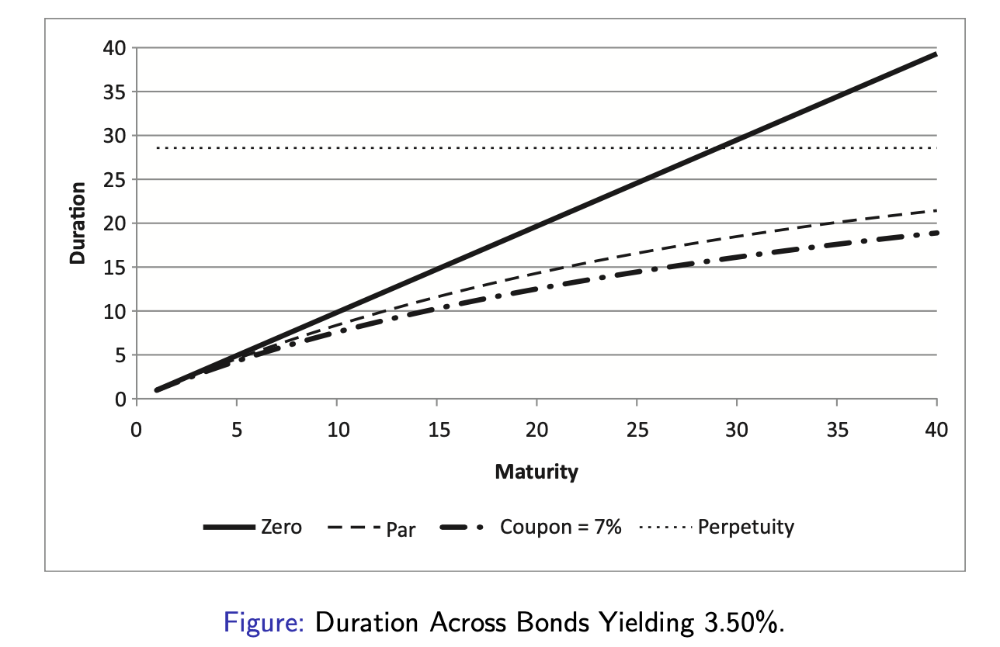 40
35
30
25
20
15
10
5
0
Duration
0 5 10 15 20 25 30 35 40
Maturity
Zero Par Coupon = 7% Perpetuity
Figure: Duration Across Bonds Yielding 3.50%.